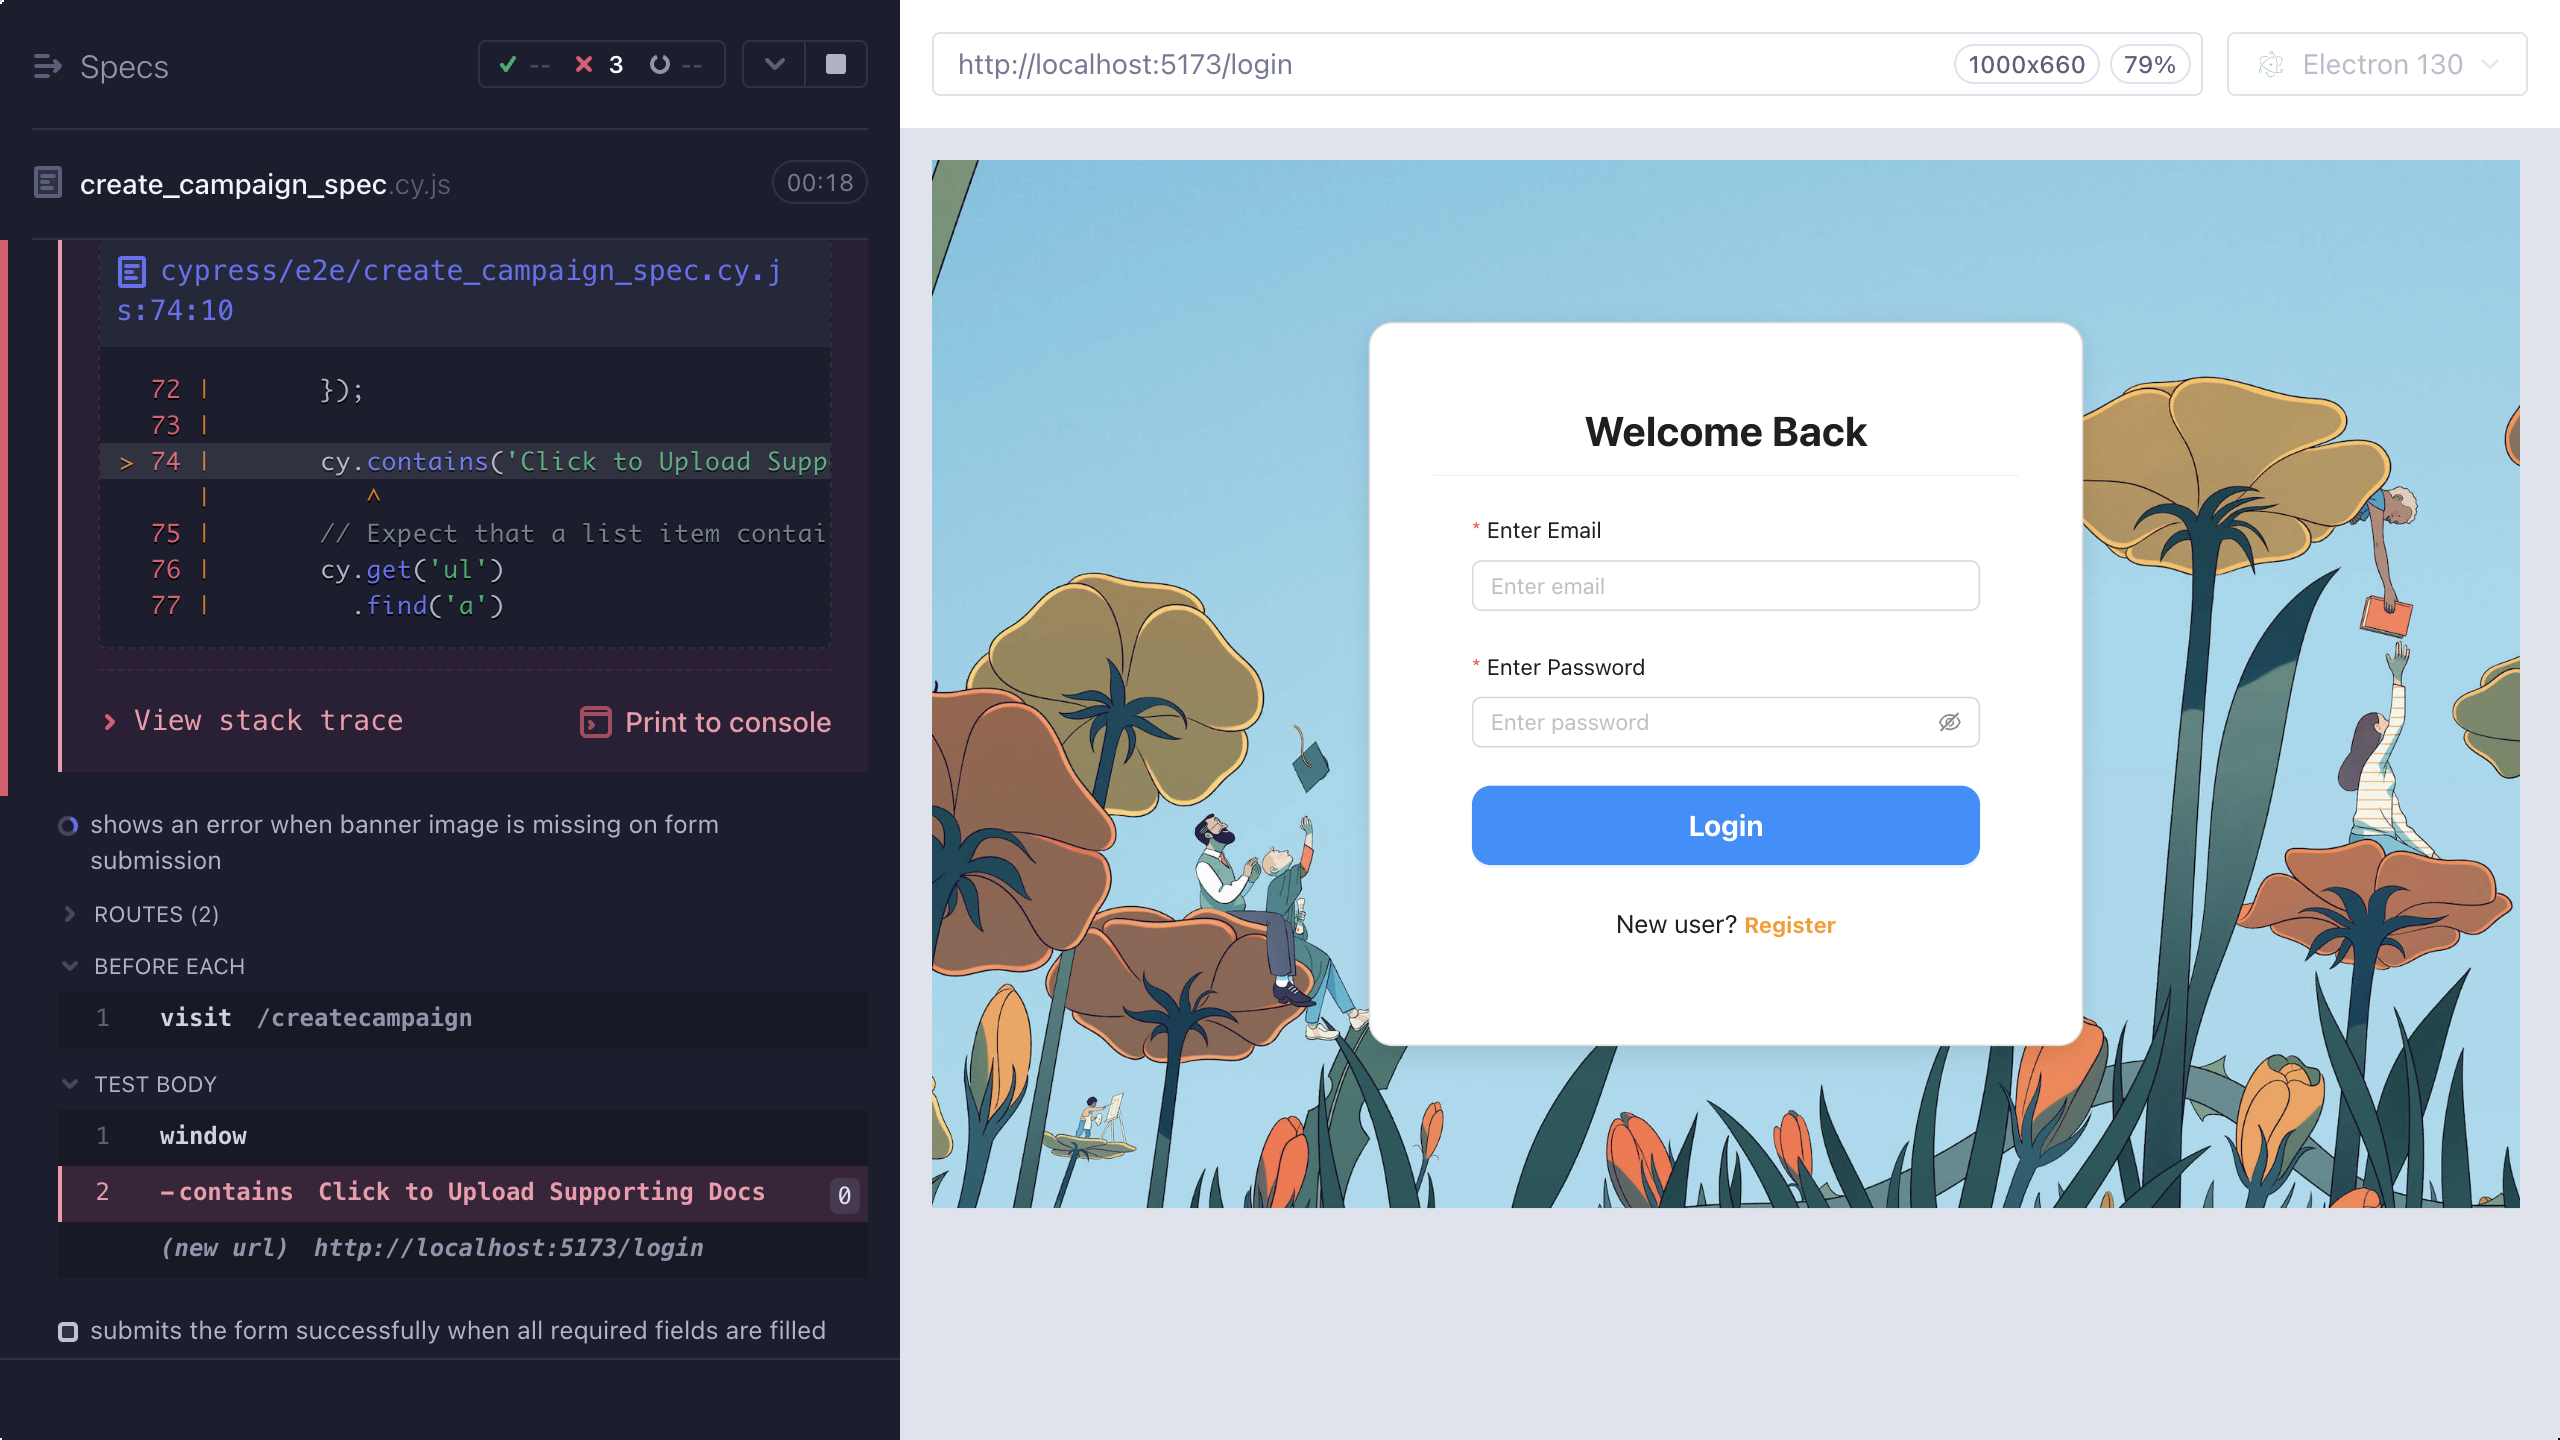 Specs
-- 3 --
create_campaign_spec.cy.js 00:18
cypress/e2e/create_campaign_spec.cy.j
s:74:10
72 | });
73 |
> 74 | cy.contains('Click to Upload Supp
| ^
75 | // Expect that a list item contai
76 | cy.get('ul')
77 | .find('a')
View stack trace Print to console
shows an error when banner image is missing on form
submission
ROUTES (2)
BEFORE EACH
1 visit /createcampaign
TEST BODY
1 window
2 -contains Click to Upload Supporting Docs 0
(new url) http://localhost:5173/login
submits the form successfully when all required fields are filled
http://localhost:5173/login 1000x660 79% Electron 130
Welcome Back
* Enter Email
Enter email
* Enter Password
Enter password
Login
New user? Register